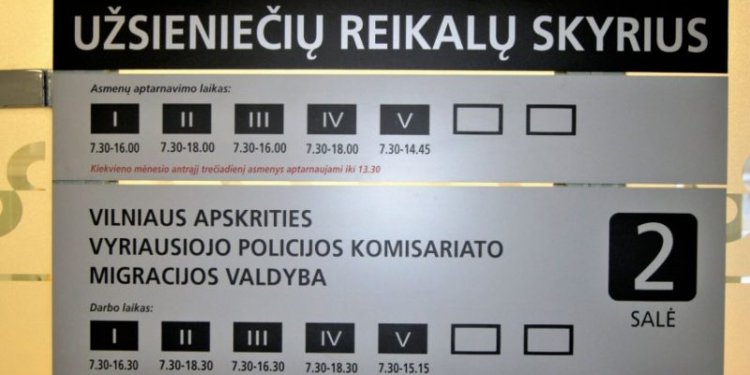 UŽSIENIEČIŲ REIKALŲ SKYRIUS
Asmenų aptarnavimo laikas:
I II III IV V
7.30-16.00 7.30-18.00 7.30-16.00 7.30-18.00 7.30-14.45
Kiekvieno mėnesio antrąjį trečiadienį asmenys aptarnaujami iki 13.30
VILNIAUS APSKRITIES
VYRIAUSIOJO POLICIJOS KOMISARIATO
MIGRACIJOS VALDYBA
2
SALĖ
Darbo laikas:
I II III IV V
7.30-16.30 7.30-18.30 7.30-16.30 7.30-18.30 7.30-15.15